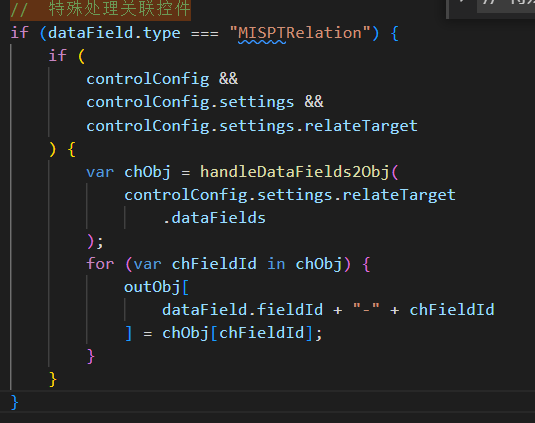 // 特殊处理关联控件
if (dataField.type === "MISPTRelation") {
if (
controlConfig &&
controlConfig.settings &&
controlConfig.settings.relateTarget
) {
var chObj = handleDataFields2Obj(
controlConfig.settings.relateTarget
.dataFields
);
for (var chFieldId in chObj) {
outObj[
dataField.fieldId + "-" + chFieldId
] = chObj[chFieldId];
}
}
}